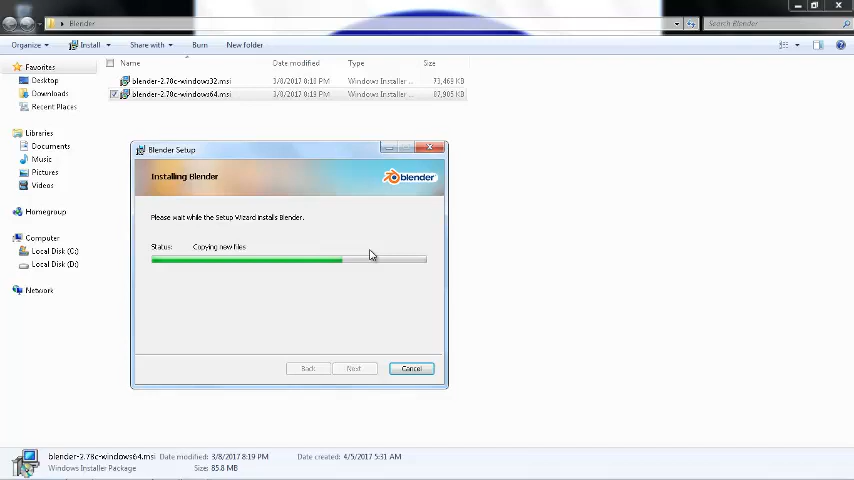 Blender
Search Blender
Organize Install Share with Burn New folder
Name Date modified Type Size
Favorites
Desktop
Downloads
Recent Places
Libraries
Documents
Music
Pictures
Videos
Homegroup
Computer
Local Disk (C:)
Local Disk (D:)
Network
blender-2.78c-windows32.msi 3/8/2017 8:18 PM Windows Installer ... 73,468 KB
blender-2.78c-windows64.msi 3/8/2017 8:19 PM Windows Installer ... 87,905 KB
Blender Setup
Installing Blender
blender
Please wait while the Setup Wizard installs Blender.
Status: Copying new files
Back Next Cancel
blender-2.78c-windows64.msi Date modified: 3/8/2017 8:19 PM Date created: 4/5/2017 5:31 AM
Windows Installer Package Size: 85.8 MB